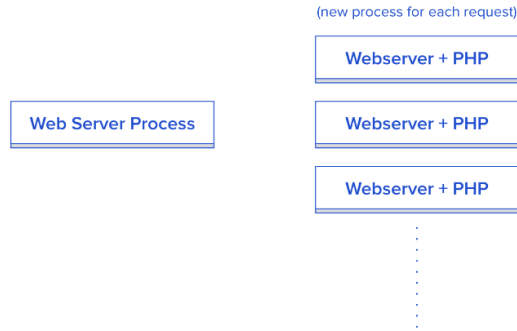 (new process for each request)
Webserver + PHP
Web Server Process
Webserver + PHP
Webserver + PHP